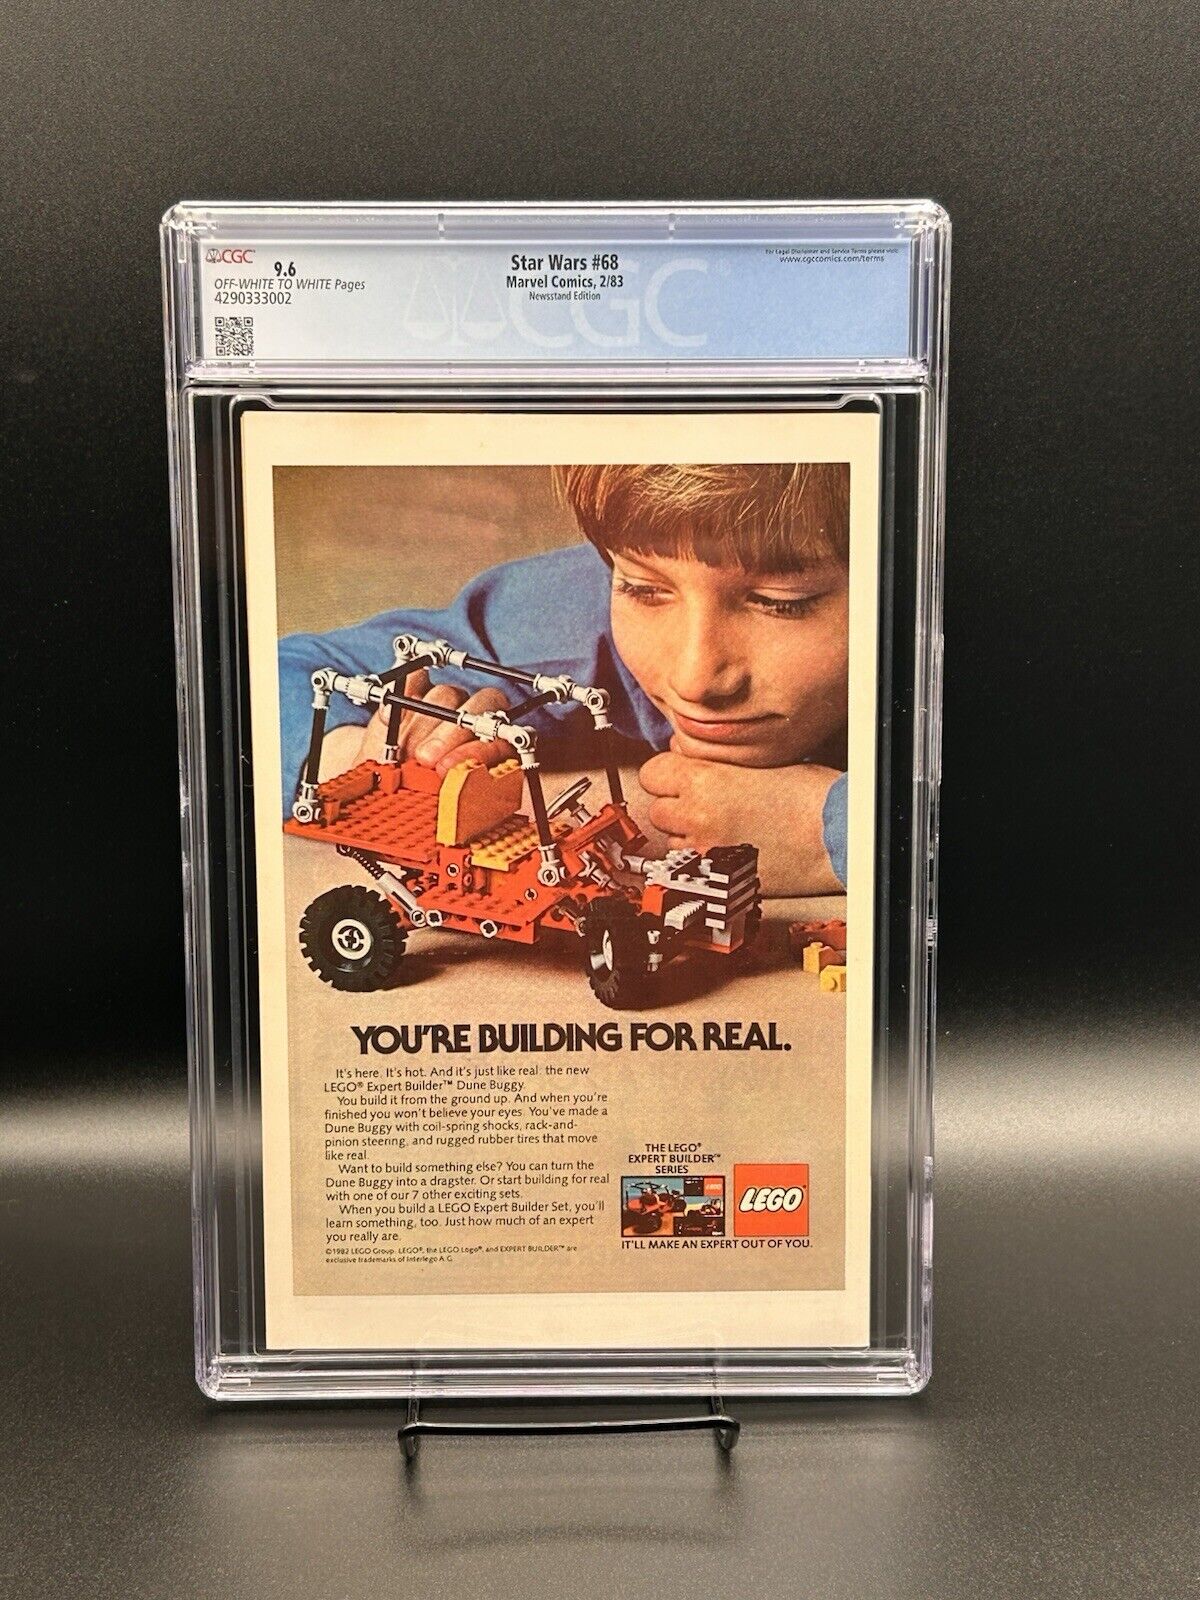 CGC
9.6
OFF-WHITE TO WHITE Pages
4290333002
Star Wars #68
Marvel Comics, 2/83
Newsstand Edition
For Legal Disclaimer and Service Terms please visit:
www.cgccomics.com/terms
CGC
YOU'RE BUILDING FOR REAL.
It's here. It's hot. And it's just like real: the new
LEGO® Expert Builder™ Dune Buggy.
You build it from the ground up. And when you're
finished you won't believe your eyes. You've made a
Dune Buggy with coil-spring shocks, rack-and-
pinion steering, and rugged rubber tires that move
like real.
Want to build something else? You can turn the
Dune Buggy into a dragster. Or start building for real
with one of our 7 other exciting sets.
When you build a LEGO Expert Builder Set, you'll
learn something, too. Just how much of an expert
you really are.
©1982 LEGO Group. LEGO®, the LEGO Logo®, and EXPERT BUILDER™ are
exclusive trademarks of Interlego A.G.
THE LEGO®
EXPERT BUILDER™
SERIES
LEGO®
IT'LL MAKE AN EXPERT OUT OF YOU.